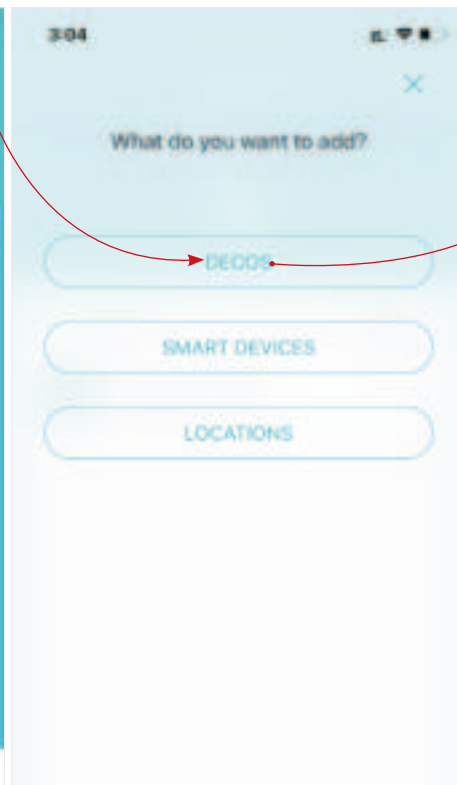 3:04
What do you want to add?
DECOS
SMART DEVICES
LOCATIONS